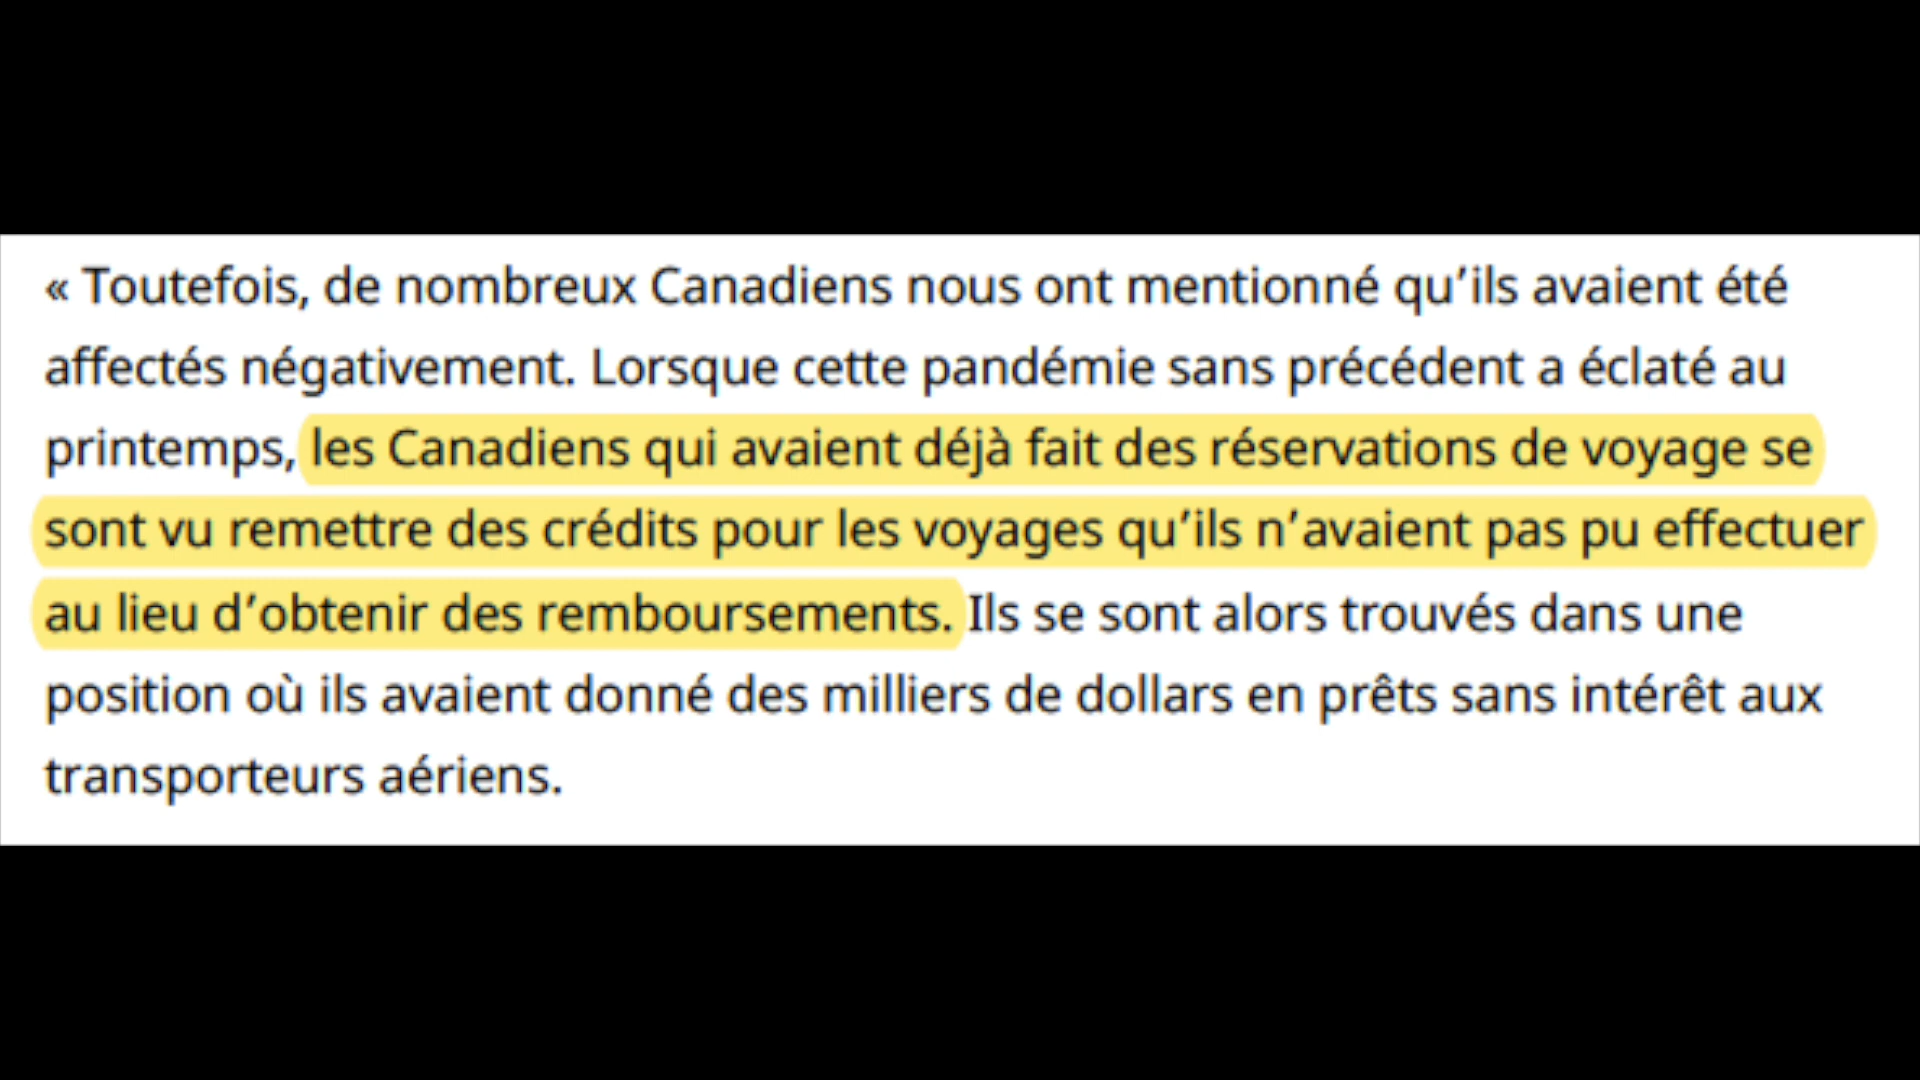 « Toutefois, de nombreux Canadiens nous ont mentionné qu’ils avaient été
affectés négativement. Lorsque cette pandémie sans précédent a éclaté au
printemps, les Canadiens qui avaient déjà fait des réservations de voyage se
sont vu remettre des crédits pour les voyages qu’ils n’avaient pas pu effectuer
au lieu d’obtenir des remboursements. Ils se sont alors trouvés dans une
position où ils avaient donné des milliers de dollars en prêts sans intérêt aux
transporteurs aériens.